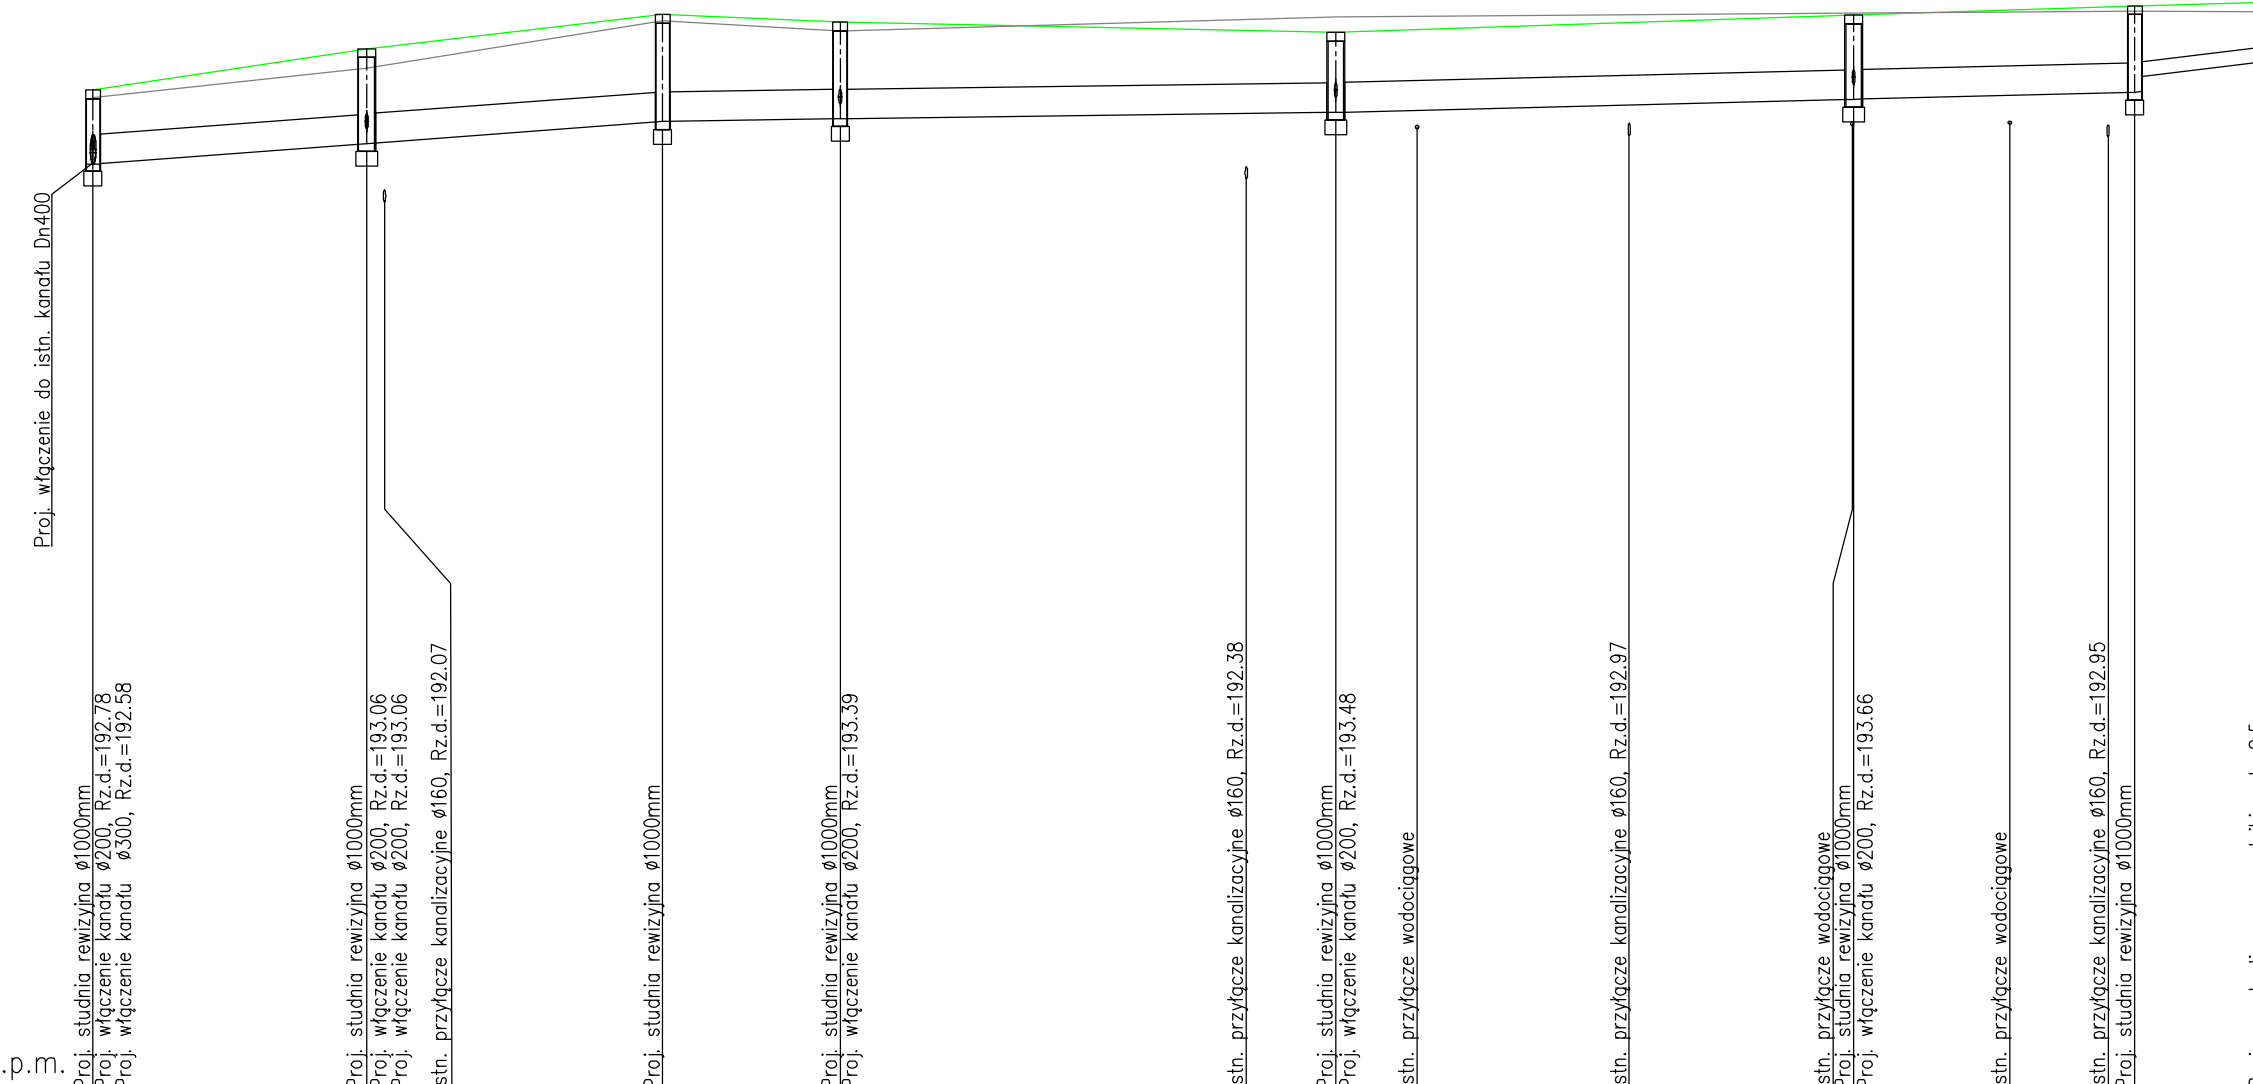 Proj. włączenie do istn. kanału Dn400
.p.m.
Proj. studnia rewizyjna ø1000mm
Proj. włączenie kanału ø200, Rz.d.=192.78
Proj. włączenie kanału ø300, Rz.d.=192.58
Proj. studnia rewizyjna ø1000mm
Proj. włączenie kanału ø200, Rz.d.=193.06
Proj. włączenie kanału ø200, Rz.d.=193.06
stn. przyłącze kanalizacyjne ø160, Rz.d.=192.07
Proj. studnia rewizyjna ø1000mm
Proj. studnia rewizyjna ø1000mm
Proj. włączenie kanału ø200, Rz.d.=193.39
stn. przyłącze kanalizacyjne ø160, Rz.d.=192.38
Proj. studnia rewizyjna ø1000mm
Proj. włączenie kanału ø200, Rz.d.=193.48
stn. przyłącze wodociągowe
stn. przyłącze kanalizacyjne ø160, Rz.d.=192.97
stn. przyłącze wodociągowe
Proj. studnia rewizyjna ø1000mm
Proj. włączenie kanału ø200, Rz.d.=193.66
stn. przyłącze wodociągowe
stn. przyłącze kanalizacyjne ø160, Rz.d.=192.95
Proj. studnia rewizyjna ø1000mm